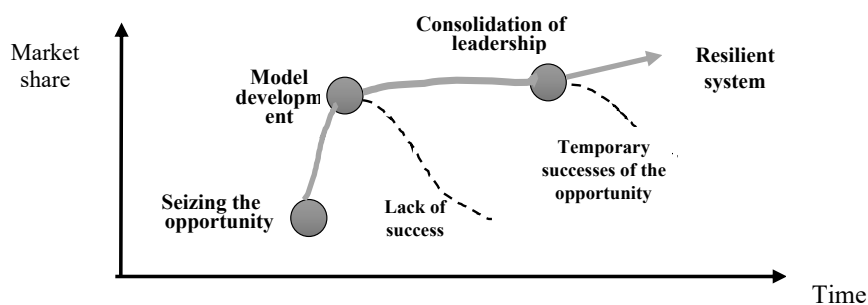 Market
share
Consolidation of
leadership
Resilient
system
Model
developm
ent
Temporary
successes of the
opportunity
Seizing the
opportunity
Lack of
success
Time